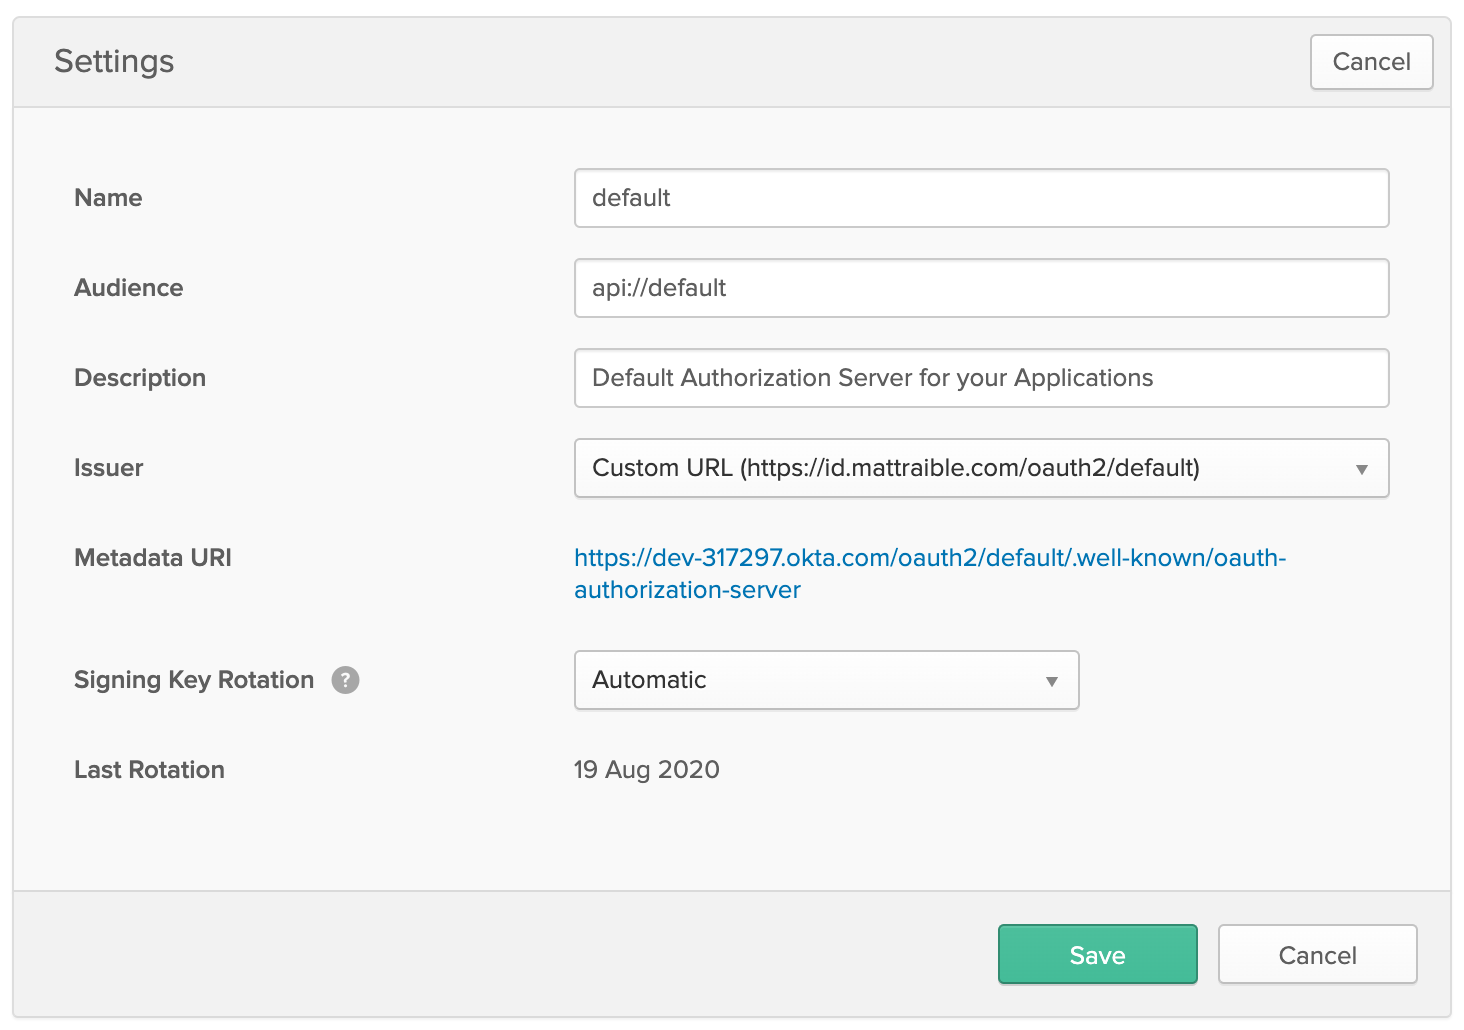 Settings
Cancel
Name
default
Audience
api://default
Description
Default Authorization Server for your Applications
Issuer
Custom URL (https://id.mattraible.com/oauth2/default)
Metadata URI
https://dev-317297.okta.com/oauth2/default/.well-known/oauth-
authorization-server
Signing Key Rotation ?
Automatic
Last Rotation
19 Aug 2020
Save
Cancel